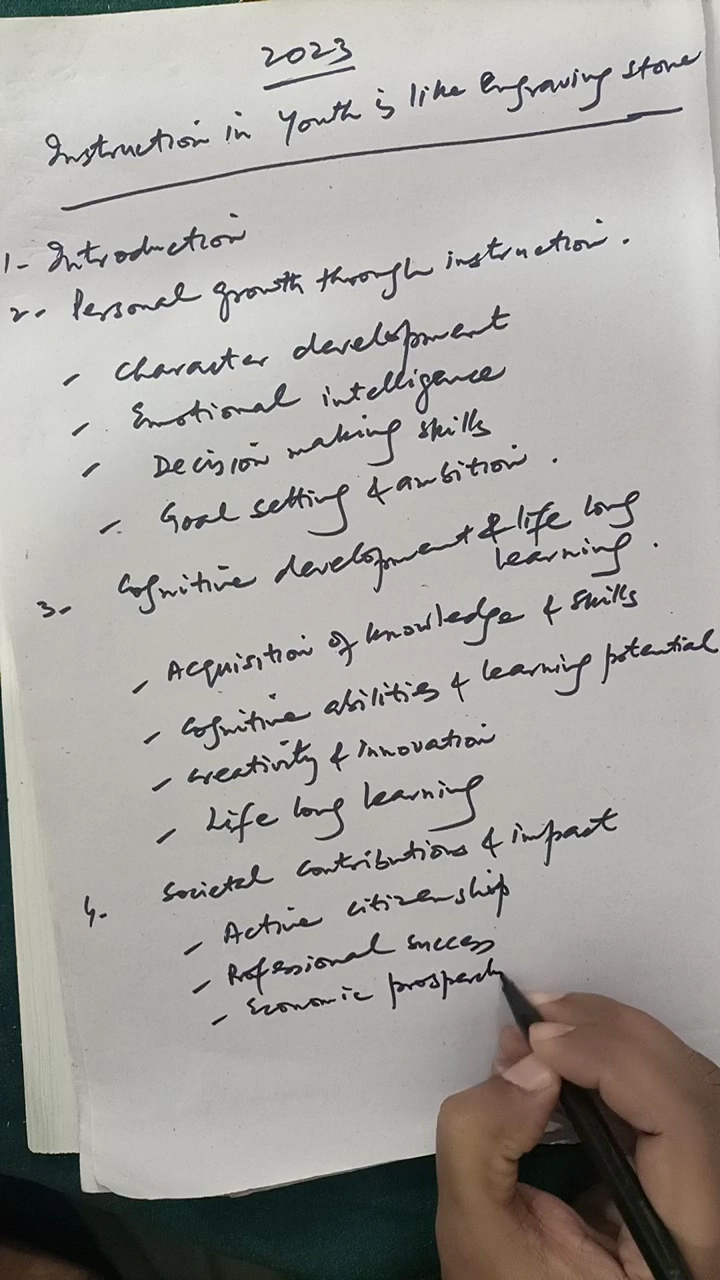 2023
Instruction in Youth is like Engraving stone
1- Introduction
2. Personal growth through instruction.
- Character development
- Emotional intelligence
- Decision making skills
- Goal setting & ambition.
3. Cognitive development & life long
learning.
- Acquisition of knowledge & skills
- Cognitive abilities & learning potential
- Creativity & innovation
- Life long learning
4. Societal contributions & impact
- Active citizenship
- Professional success
- Economic